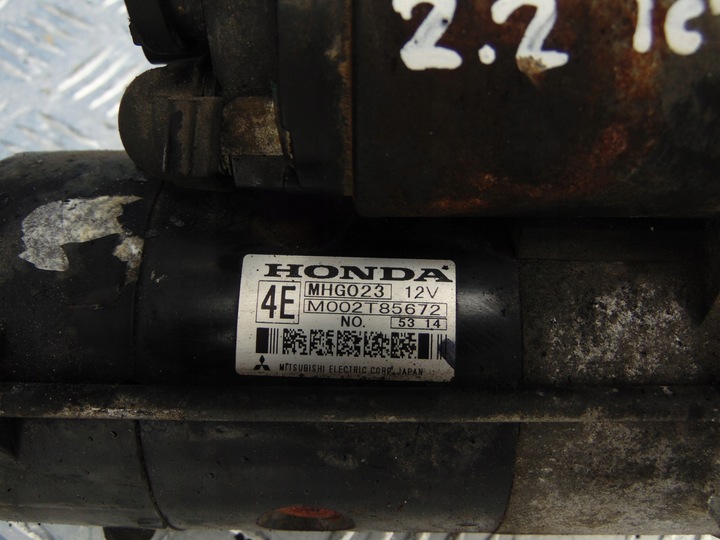 2.2
HONDA
4E MHG023 12V
M002T85672
NO. 53 14
MITSUBISHI ELECTRIC CORP. JAPAN